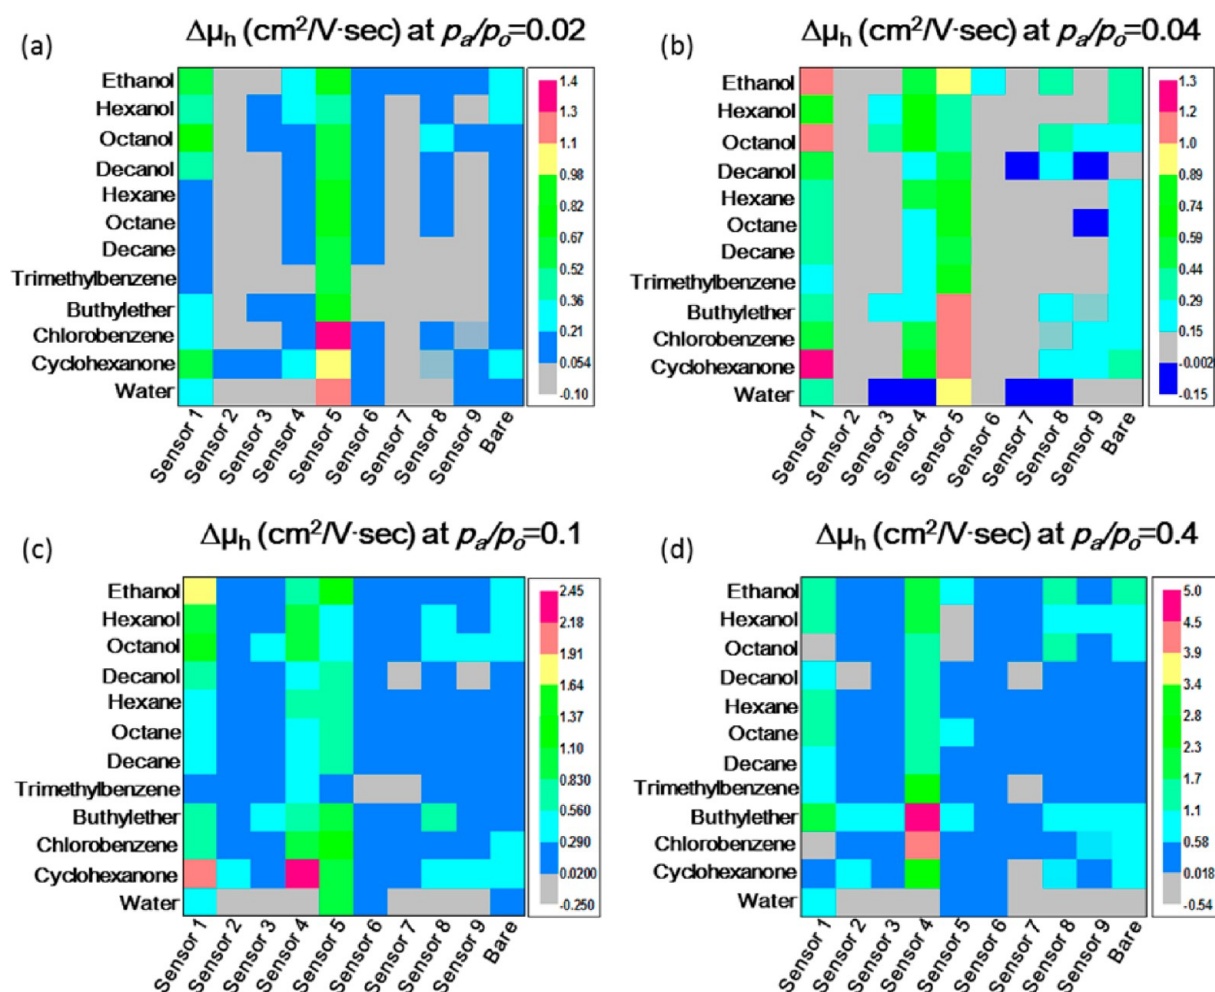 (a)
Δμh (cm²/V·sec) at pa/po=0.02
Ethanol
Hexanol
Octanol
Decanol
Hexane
Octane
Decane
Trimethylbenzene
Buthylether
Chlorobenzene
Cyclohexanone
Water
Sensor 1
Sensor 2
Sensor 3
Sensor 4
Sensor 5
Sensor 6
Sensor 7
Sensor 8
Sensor 9
Bare
1.4
1.3
1.1
0.98
0.82
0.67
0.52
0.36
0.21
0.054
-0.10
(b)
Δμh (cm²/V·sec) at pa/po=0.04
Ethanol
Hexanol
Octanol
Decanol
Hexane
Octane
Decane
Trimethylbenzene
Buthylether
Chlorobenzene
Cyclohexanone
Water
Sensor 1
Sensor 2
Sensor 3
Sensor 4
Sensor 5
Sensor 6
Sensor 7
Sensor 8
Sensor 9
Bare
1.3
1.2
1.0
0.89
0.74
0.59
0.44
0.29
0.15
-0.002
-0.15
(c)
Δμh (cm²/V·sec) at pa/po=0.1
Ethanol
Hexanol
Octanol
Decanol
Hexane
Octane
Decane
Trimethylbenzene
Buthylether
Chlorobenzene
Cyclohexanone
Water
Sensor 1
Sensor 2
Sensor 3
Sensor 4
Sensor 5
Sensor 6
Sensor 7
Sensor 8
Sensor 9
Bare
2.45
2.18
1.91
1.64
1.37
1.10
0.830
0.560
0.290
0.0200
-0.250
(d)
Δμh (cm²/V·sec) at pa/po=0.4
Ethanol
Hexanol
Octanol
Decanol
Hexane
Octane
Decane
Trimethylbenzene
Buthylether
Chlorobenzene
Cyclohexanone
Water
Sensor 1
Sensor 2
Sensor 3
Sensor 4
Sensor 5
Sensor 6
Sensor 7
Sensor 8
Sensor 9
Bare
5.0
4.5
3.9
3.4
2.8
2.3
1.7
1.1
0.58
0.018
-0.54